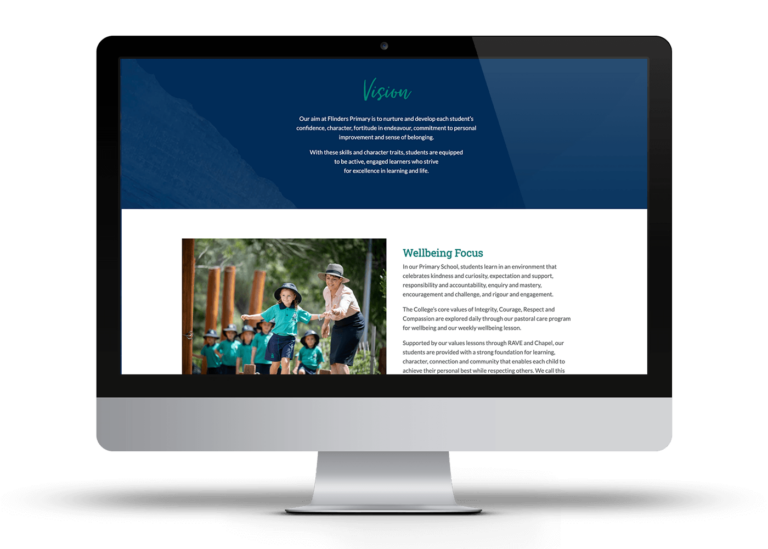 Vision
Our aim at Flinders Primary is to nurture and develop each student's
confidence, character, fortitude in endeavour, commitment to personal
improvement and sense of belonging.
With these skills and character traits, students are equipped
to be active, engaged learners who strive
for excellence in learning and life.
Wellbeing Focus
In our Primary School, students learn in an environment that
celebrates kindness and curiosity, expectation and support,
responsibility and accountability, enquiry and mastery,
encouragement and challenge, and rigour and engagement.
The College's core values of Integrity, Courage, Respect and
Compassion are explored daily through our pastoral care program
for wellbeing and our weekly wellbeing lesson.
Supported by our values lessons through RAVE and Chapel, our
students are provided with a strong foundation for learning,
character, connection and community that enables each child to
achieve their personal best while respecting others. We call this